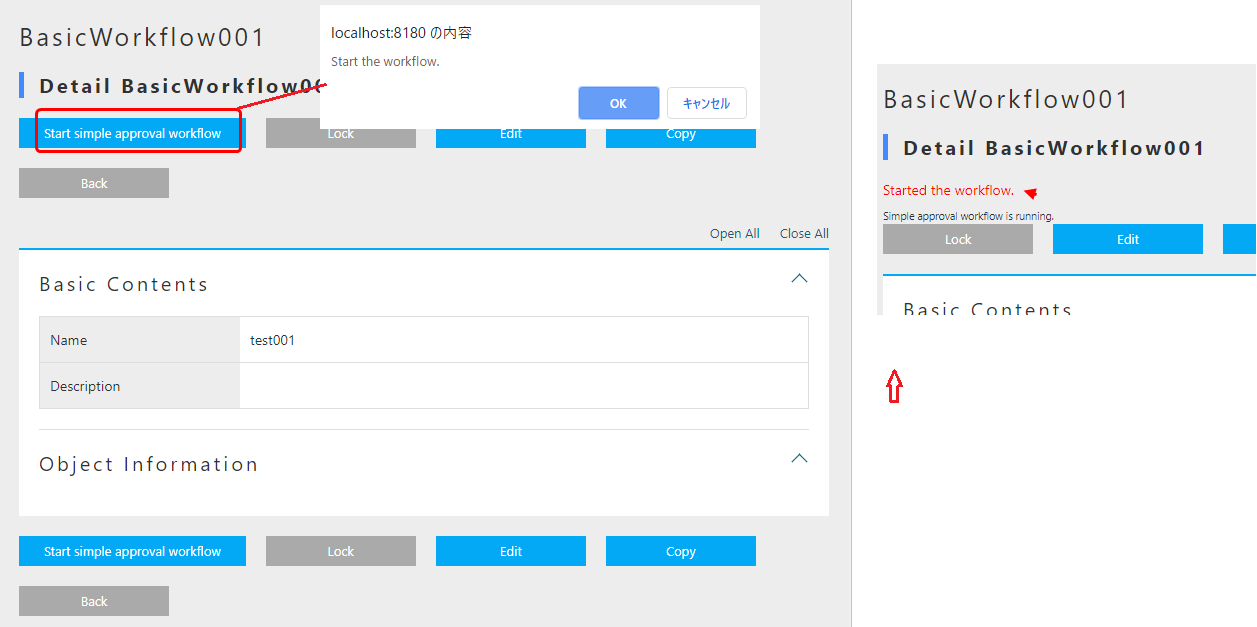 BasicWorkflow001
localhost:8180 の内容
Start the workflow.
OK
キャンセル
Detail BasicWorkflow00
Start simple approval workflow
Lock
Edit
Copy
Back
Open All
Close All
Basic Contents
Name
test001
Description
Object Information
Start simple approval workflow
Lock
Edit
Copy
Back
BasicWorkflow001
Detail BasicWorkflow001
Started the workflow.
Simple approval workflow is running.
Lock
Edit
Basic Contents